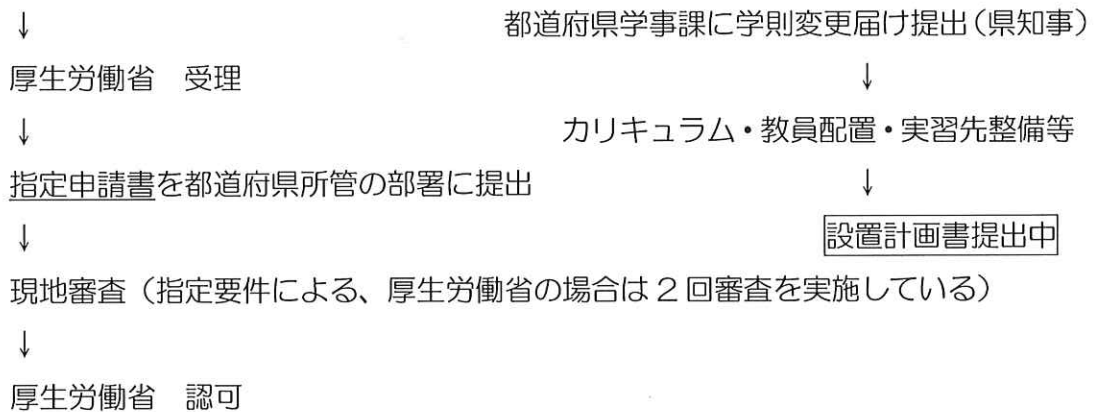 ↓ 都道府県学事課に学則変更届け提出（県知事）
厚生労働省　受理 ↓
↓ カリキュラム・教員配置・実習先整備等
指定申請書を都道府県所管の部署に提出 ↓
↓ 設置計画書提出中
現地審査（指定要件による、厚生労働省の場合は2回審査を実施している）
↓
厚生労働省　認可